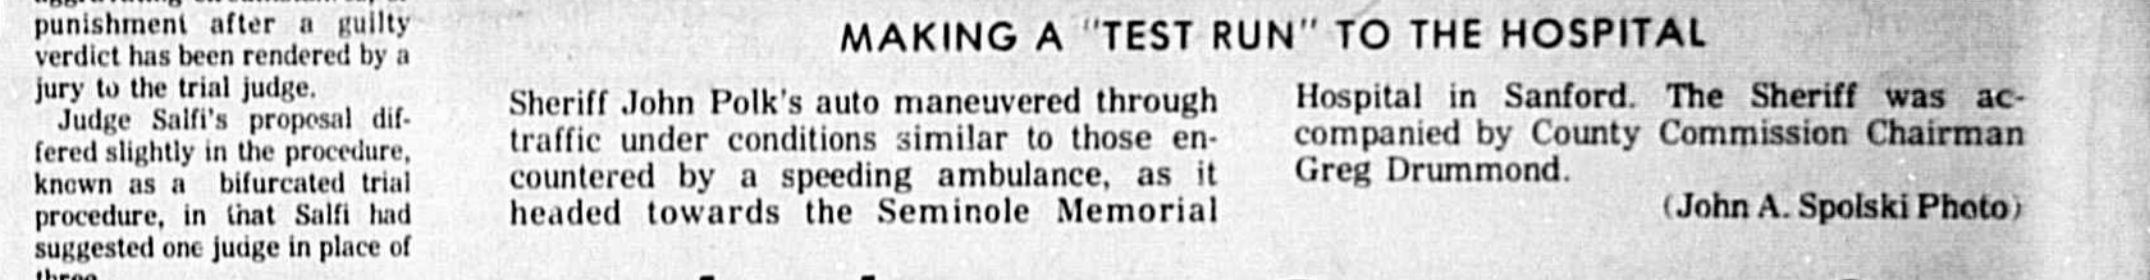 punishment after a guilty
verdict has been rendered by a
jury to the trial judge.
Judge Salfi's proposal dif-
fered slightly in the procedure,
known as a bifurcated trial
procedure, in that Salfi had
suggested one judge in place of
three
MAKING A "TEST RUN" TO THE HOSPITAL
Sheriff John Polk's auto maneuvered through
traffic under conditions similar to those en-
countered by a speeding ambulance, as it
headed towards the Seminole Memorial
Hospital in Sanford. The Sheriff was ac-
companied by County Commission Chairman
Greg Drummond.
(John A. Spolski Photo)